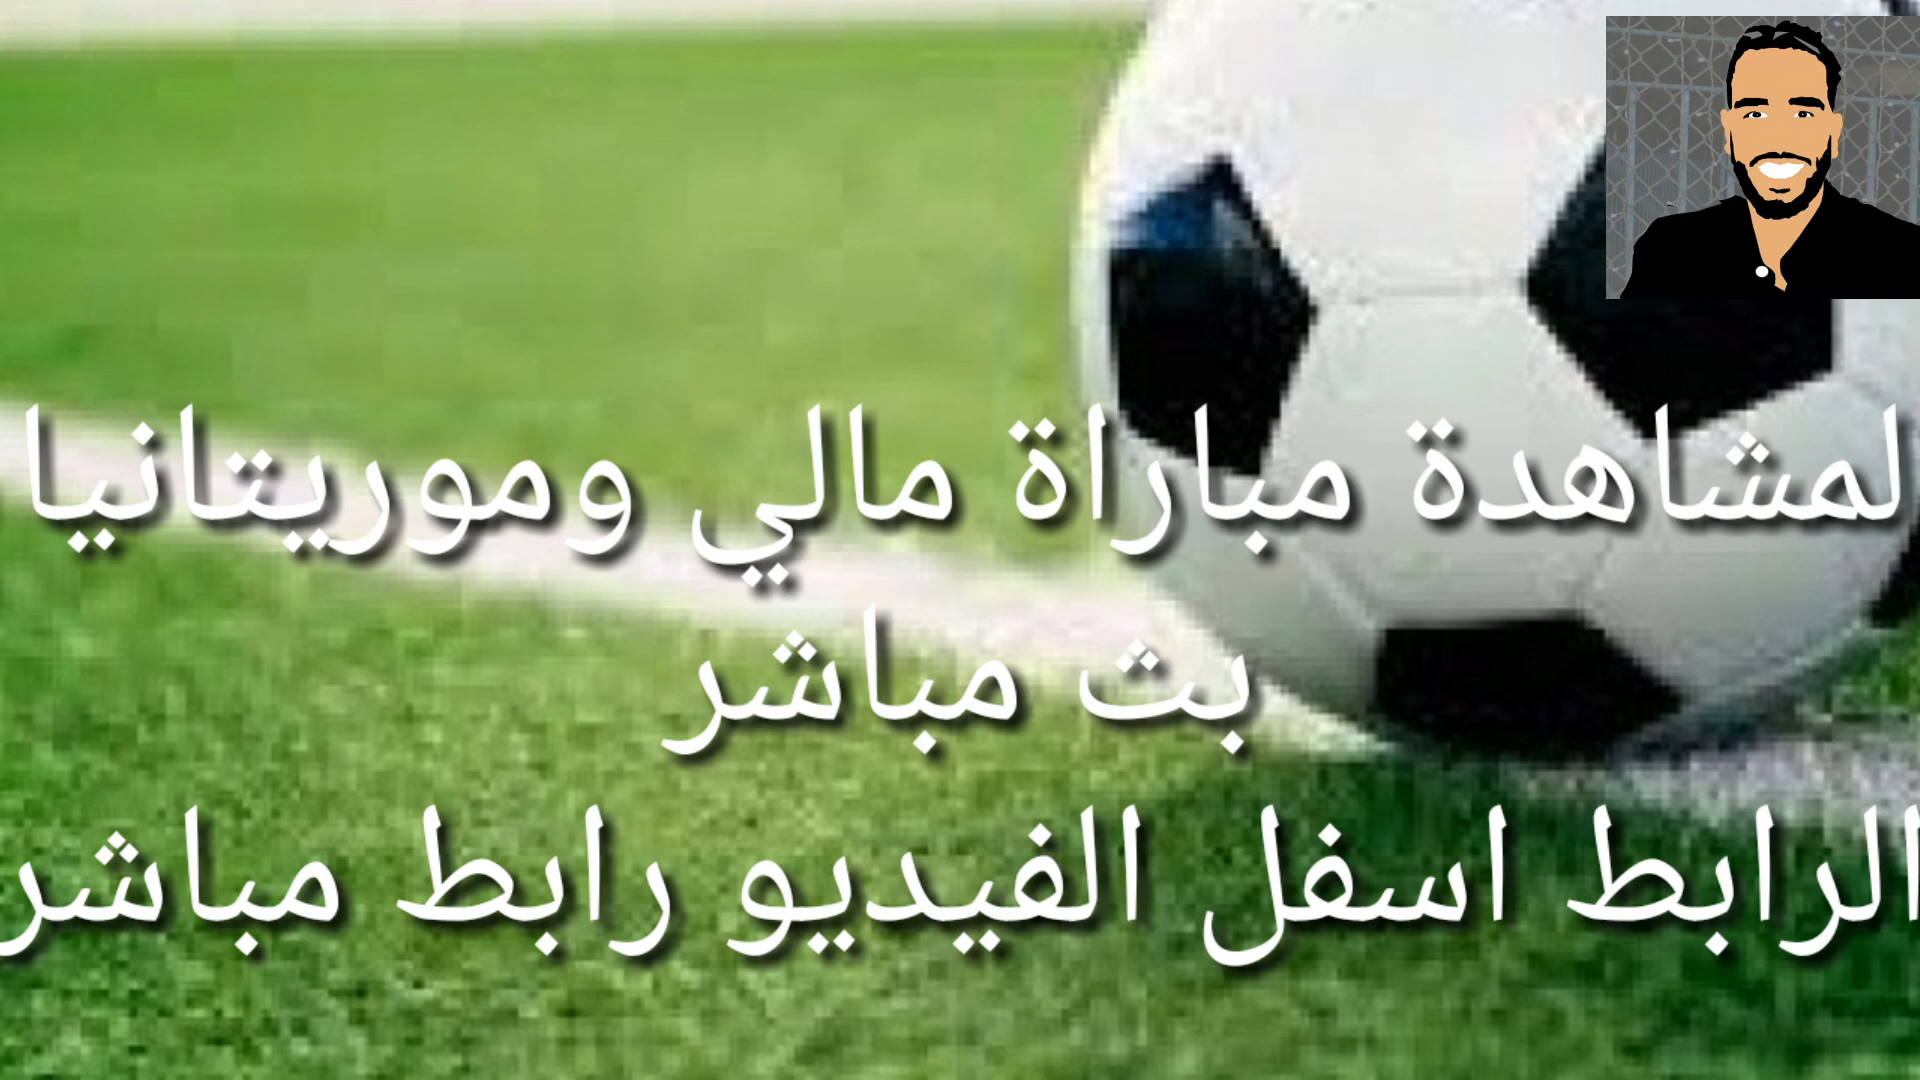 لمشاهدة مباراة مالي وموريتانيا
بث مباشر
الرابط اسفل الفيديو رابط مباشر